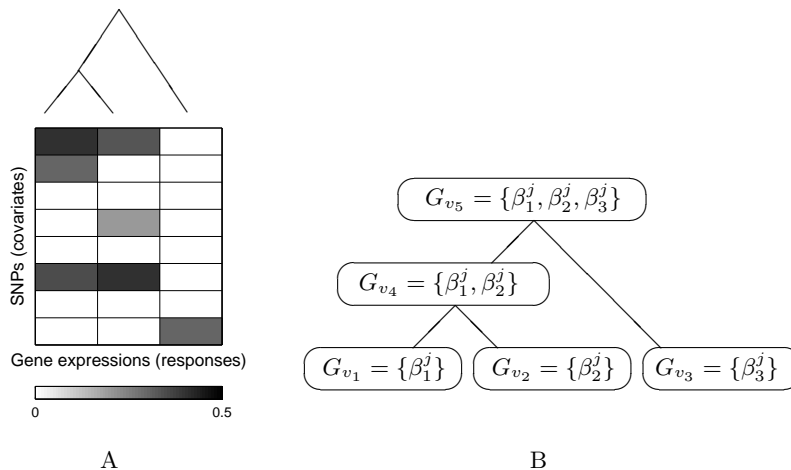 SNPs (covariates)
Gene expressions (responses)
0 0.5
A
G_{v_5} = {β_1^j, β_2^j, β_3^j}
G_{v_4} = {β_1^j, β_2^j}
G_{v_1} = {β_1^j} G_{v_2} = {β_2^j} G_{v_3} = {β_3^j}
B